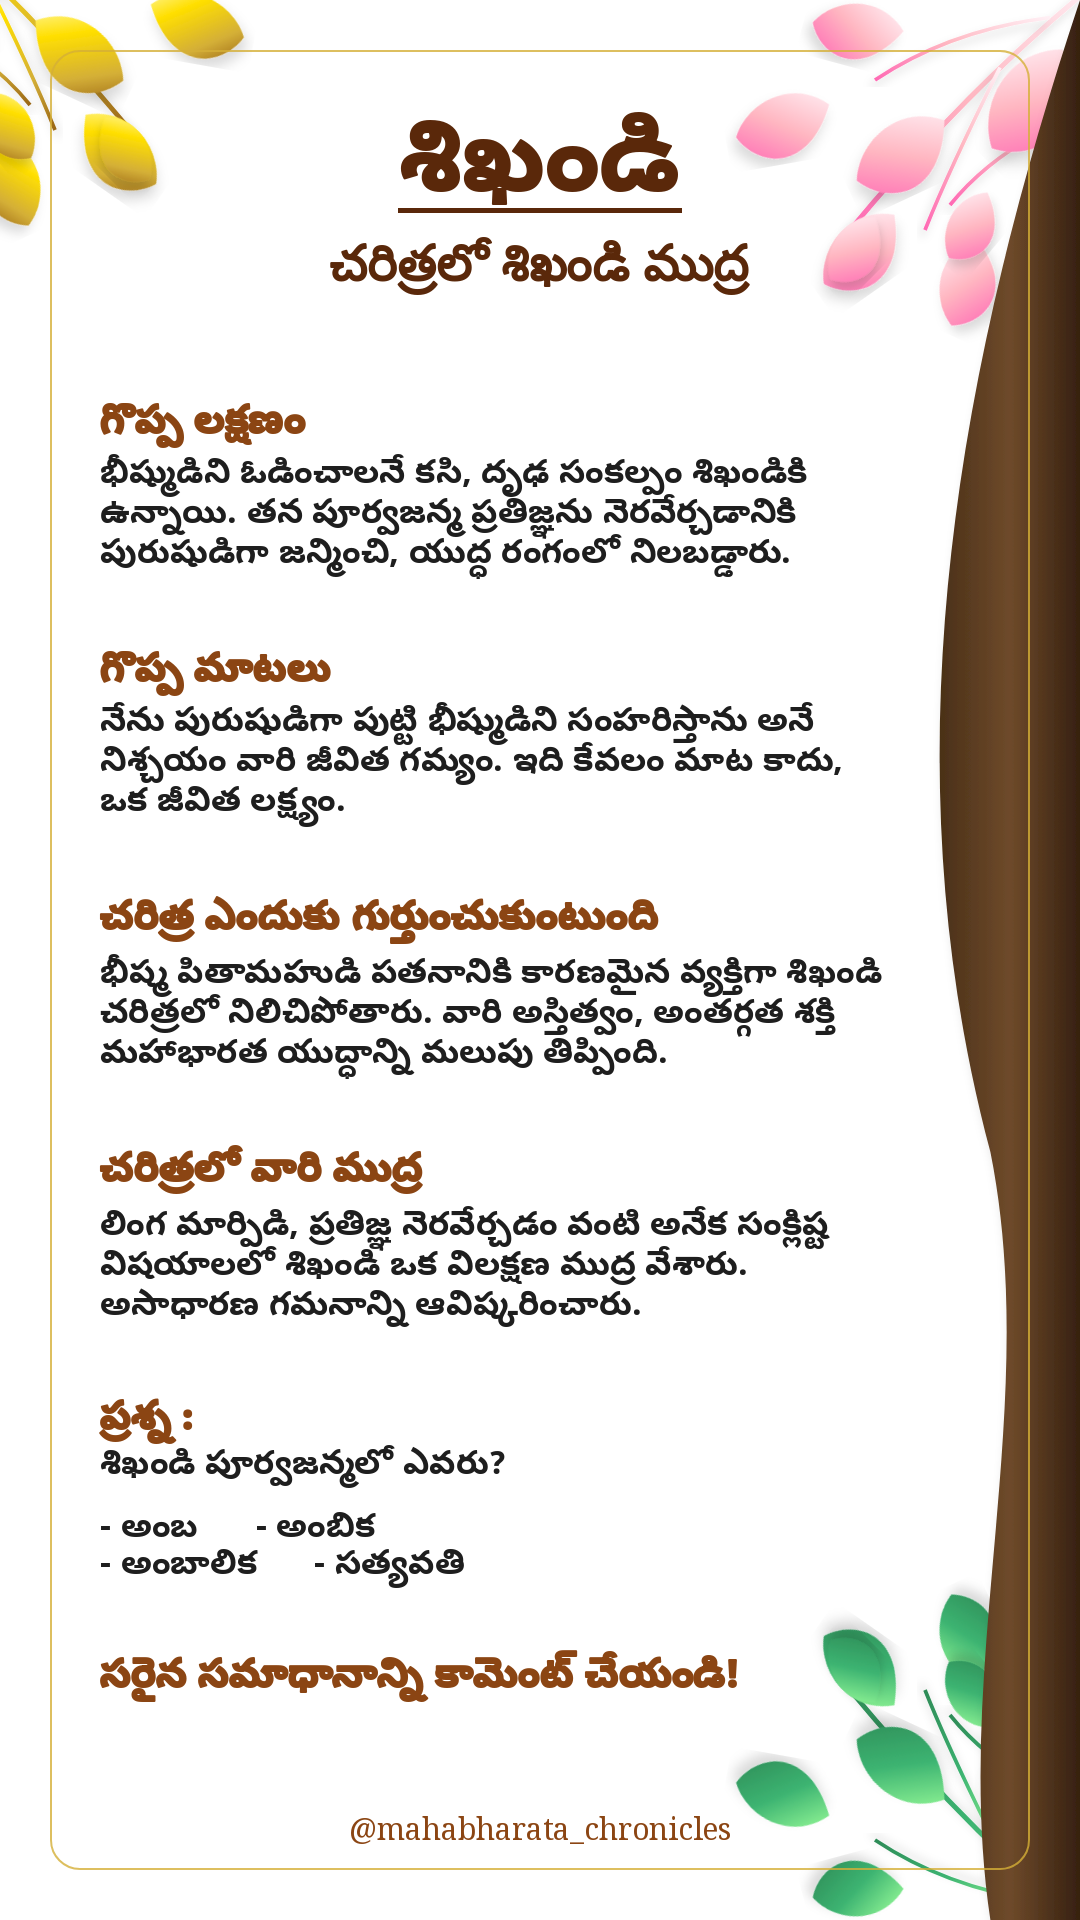 శిఖండి
చరిత్రలో శిఖండి ముద్ర
గొప్ప లక్షణం
భీష్ముడిని ఓడించాలనే కసి, దృఢ సంకల్పం శిఖండికి
ఉన్నాయి. తన పూర్వజన్మ ప్రతిజ్ఞను నెరవేర్చడానికి
పురుషుడిగా జన్మించి, యుద్ధ రంగంలో నిలబడ్డారు.
గొప్ప మాటలు
నేను పురుషుడిగా పుట్టి భీష్ముడిని సంహరిస్తాను అనే
నిశ్చయం వారి జీవిత గమ్యం. ఇది కేవలం మాట కాదు,
ఒక జీవిత లక్ష్యం.
చరిత్ర ఎందుకు గుర్తుంచుకుంటుంది
భీష్మ పితామహుడి పతనానికి కారణమైన వ్యక్తిగా శిఖండి
చరిత్రలో నిలిచిపోతారు. వారి అస్తిత్వం, అంతర్గత శక్తి
మహాభారత యుద్ధాన్ని మలుపు తిప్పింది.
చరిత్రలో వారి ముద్ర
లింగ మార్పిడి, ప్రతిజ్ఞ నెరవేర్చడం వంటి అనేక సంక్లిష్ట
విషయాలలో శిఖండి ఒక విలక్షణ ముద్ర వేశారు.
అసాధారణ గమనాన్ని ఆవిష్కరించారు.
ప్రశ్న :
శిఖండి పూర్వజన్మలో ఎవరు?
- అంబ - అంబిక
- అంబాలిక - సత్యవతి
సరైన సమాధానాన్ని కామెంట్ చేయండి!
@mahabharata_chronicles